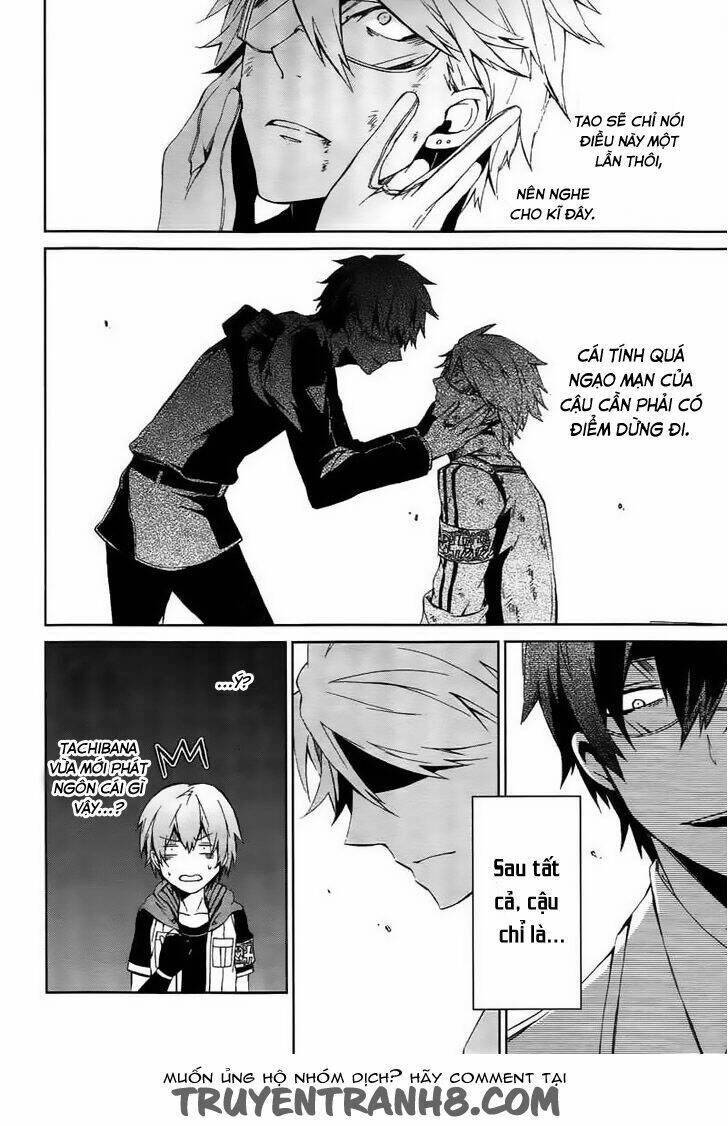 TAO SẼ CHỈ NÓI
ĐIỀU NÀY MỘT
LẦN THÔI,
NÊN NGHE
CHO KĨ ĐÂY.
CÁI TÍNH QUÁ
NGẠO MẠN CỦA
CẬU CẦN PHẢI CÓ
ĐIỂM DỪNG ĐI.
Sau tất
cả, cậu
chỉ là...
...Ý?
TACHIBANA
VỪA MỚI PHÁT
NGÔN CÁI GÌ
VẬY...?
MUỐN ỦNG HỘ NHÓM DỊCH? HÃY COMMENT TẠI
TRUYENTRANH8.COM